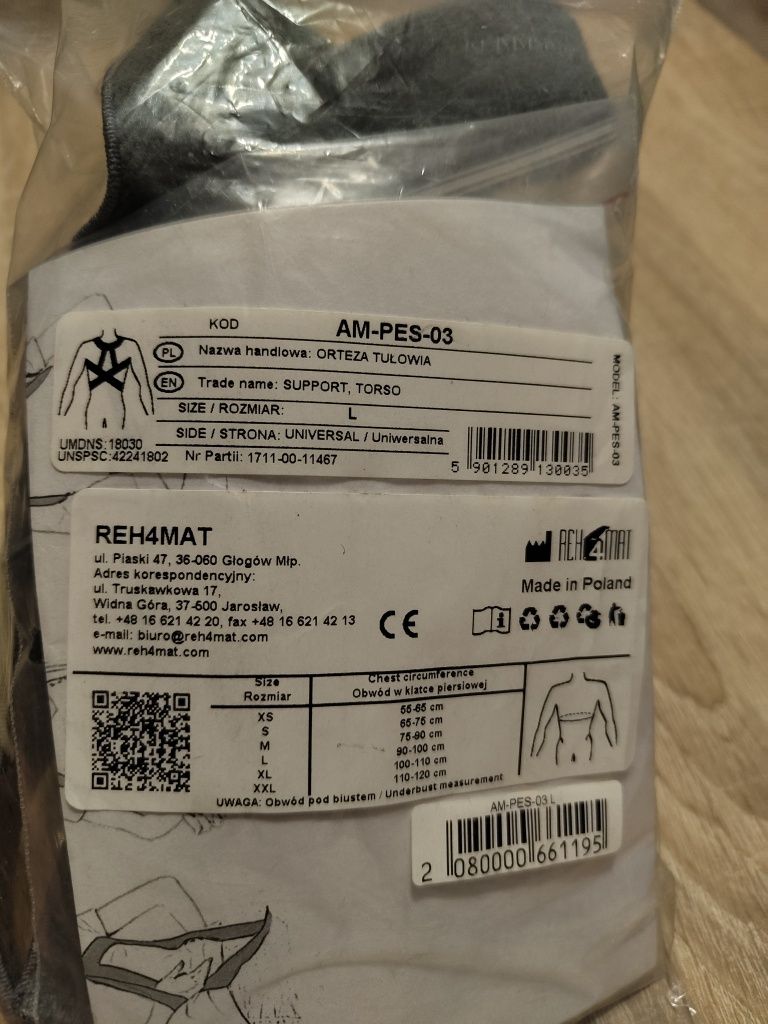 KOD AM-PES-03
PL Nazwa handlowa: ORTEZA TUŁOWIA
EN Trade name: SUPPORT, TORSO
SIZE / ROZMIAR: L
SIDE / STRONA: UNIVERSAL / Uniwersalna
UMDNS:18030
UNSPSC:42241802
Nr Partii: 1711-00-11467
5 901289 130035
MODEL: AM-PES-03
REH4MAT
ul. Piaski 47, 36-060 Głogów Młp.
Adres korespondencyjny:
ul. Truskawkowa 17,
Widna Góra, 37-500 Jarosław,
tel. +48 16 621 42 20, fax +48 16 621 42 13
e-mail: biuro@reh4mat.com
www.reh4mat.com
CE
REH4MAT
Made in Poland
Size Chest circumference
Rozmiar Obwód w klatce piersiowej
XS 55-65 cm
S 65-75 cm
M 75-90 cm
L 90-100 cm
XL 100-110 cm
XXL 110-120 cm
UWAGA: Obwód pod biustem / Underbust measurement
AM-PES-03 L
2 080000 661195